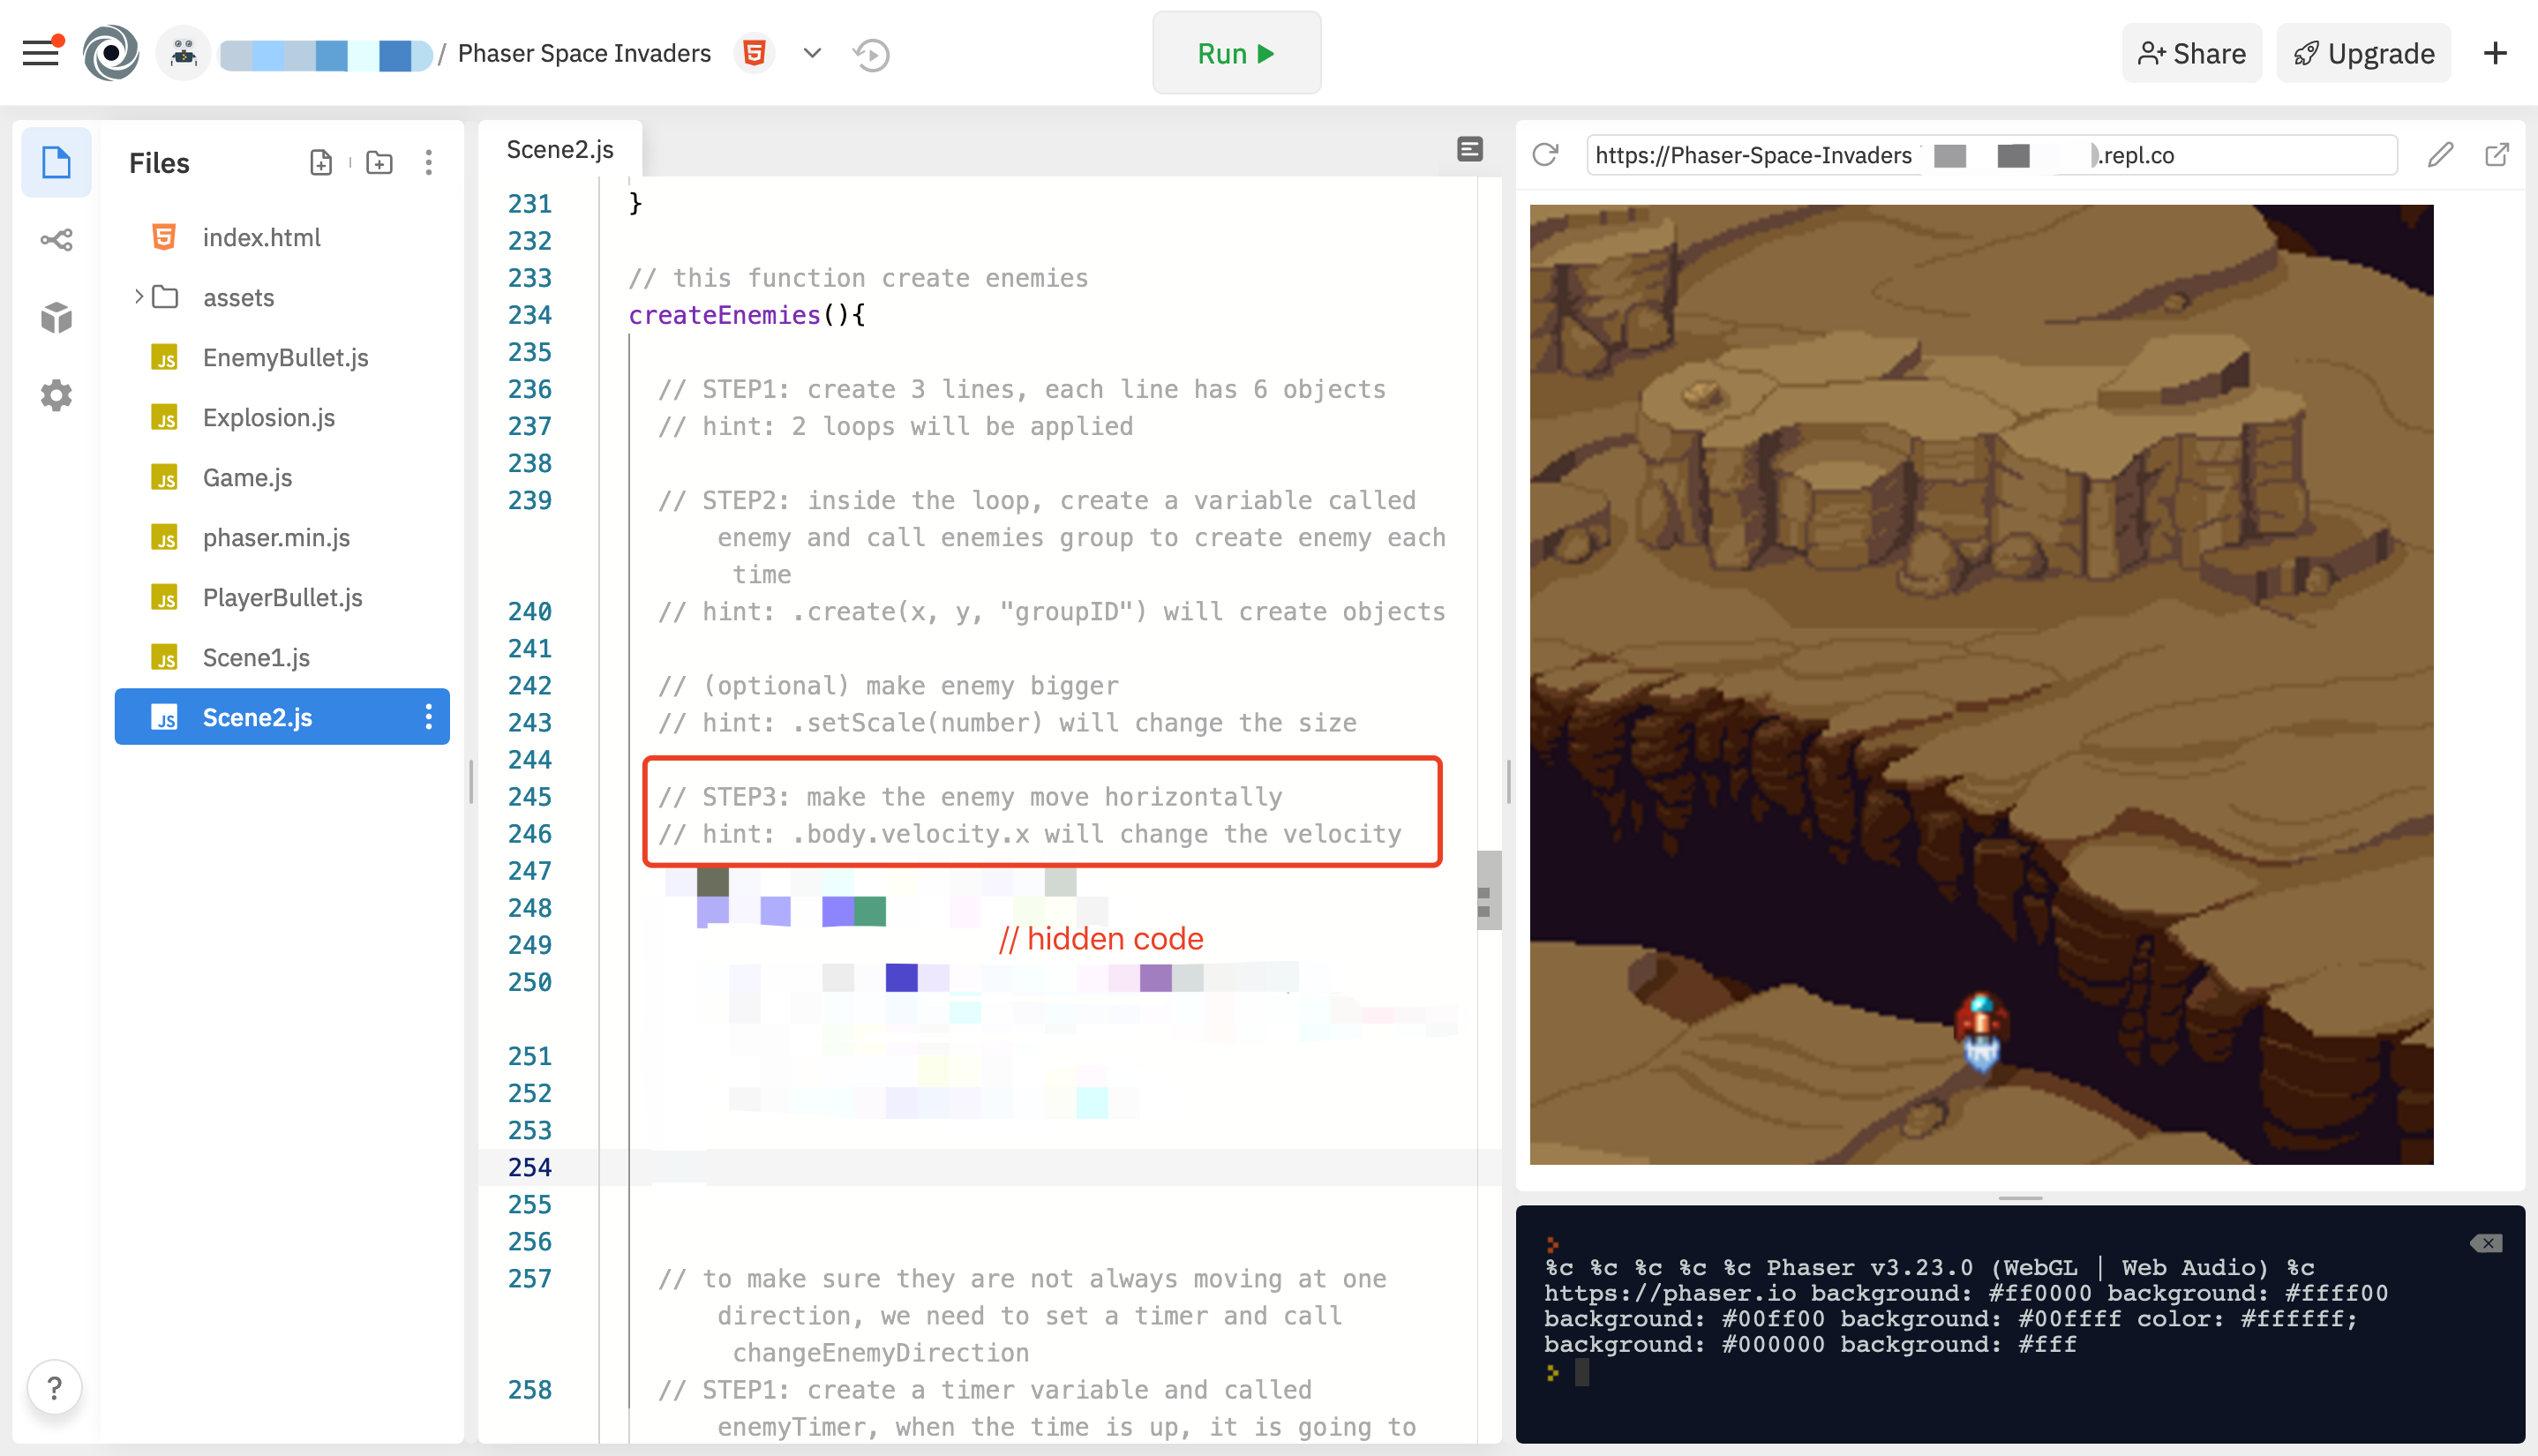 / Phaser Space Invaders
Run
Share
Upgrade
Files
index.html
assets
EnemyBullet.js
Explosion.js
Game.js
phaser.min.js
PlayerBullet.js
Scene1.js
Scene2.js
?
Scene2.js
231 }
232
233 // this function create enemies
234 createEnemies(){
235
236 // STEP1: create 3 lines, each line has 6 objects
237 // hint: 2 loops will be applied
238
239 // STEP2: inside the loop, create a variable called
enemy and call enemies group to create enemy each
time
240 // hint: .create(x, y, "groupID") will create objects
241
242 // (optional) make enemy bigger
243 // hint: .setScale(number) will change the size
244
245 // STEP3: make the enemy move horizontally
246 // hint: .body.velocity.x will change the velocity
247
248
249 // hidden code
250
251
252
253
254
255
256
257 // to make sure they are not always moving at one
direction, we need to set a timer and call
changeEnemyDirection
258 // STEP1: create a timer variable and called
enemyTimer, when the time is up, it is going to
https://Phaser-Space-Invaders .repl.co
%c %c %c %c %c Phaser v3.23.0 (WebGL | Web Audio) %c
https://phaser.io background: #ff0000 background: #ffff00
background: #00ff00 background: #00ffff color: #ffffff;
background: #000000 background: #fff